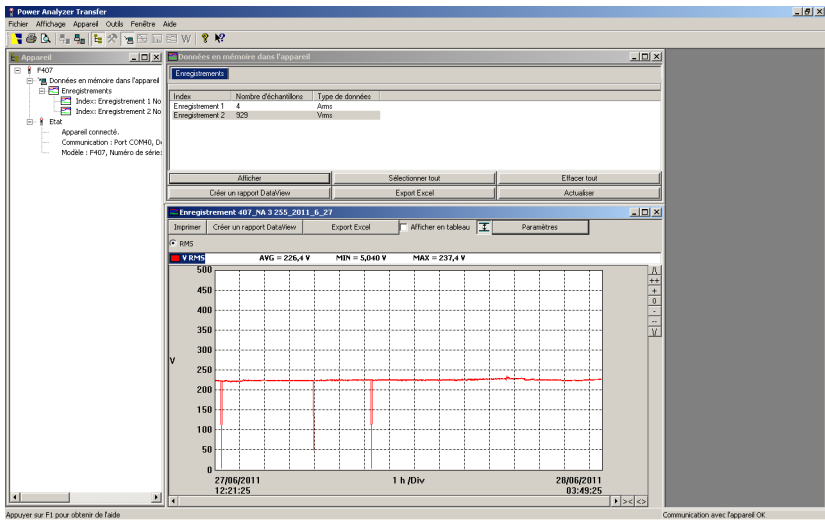 Power Analyzer Transfer
Fichier Affichage Appareil Outils Fenêtre Aide
Appareil
F407
Données en mémoire dans l'appareil
Enregistrements
Index: Enregistrement 1 No
Index: Enregistrement 2 No
Etat
Appareil connecté.
Communication : Port COM40, D
Modèle : F407, Numéro de série:
Données en mémoire dans l'appareil
Enregistrements
Index Nombre d'échantillons Type de données
Enregistrement 1 4 Arms
Enregistrement 2 929 Vrms
Afficher Sélectionner tout Effacer tout
Créer un rapport DataView Export Excel Actualiser
Enregistrement 407_NA 3 255_2011_6_27
Imprimer Créer un rapport DataView Export Excel Afficher en tableau Paramètres
RMS
V RMS AVG = 226,4 V MIN = 5,040 V MAX = 237,4 V
500
450
400
350
300
V
250
200
150
100
50
0
27/06/2011 1 h /Div 28/06/2011
12:21:25 03:49:25
++
+
0
-
--
>< <>
Appuyer sur F1 pour obtenir de l'aide Communication avec l'appareil OK